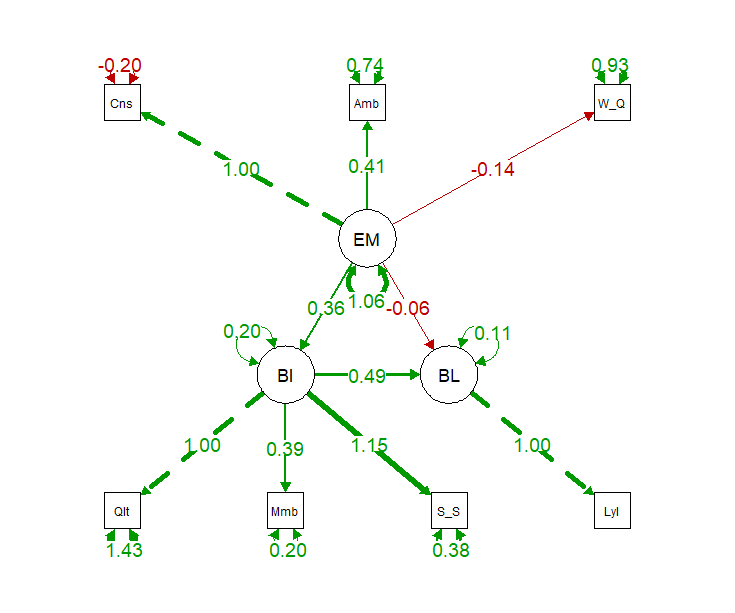 -0.20 0.74 0.93
Cns Amb W_Q
1.00 0.41 -0.14
EM
0.36 1.06 -0.06
0.20 0.11
BI 0.49 BL
1.00 0.39 1.15 1.00
Qlt Mmb S_S Lyl
1.43 0.20 0.38